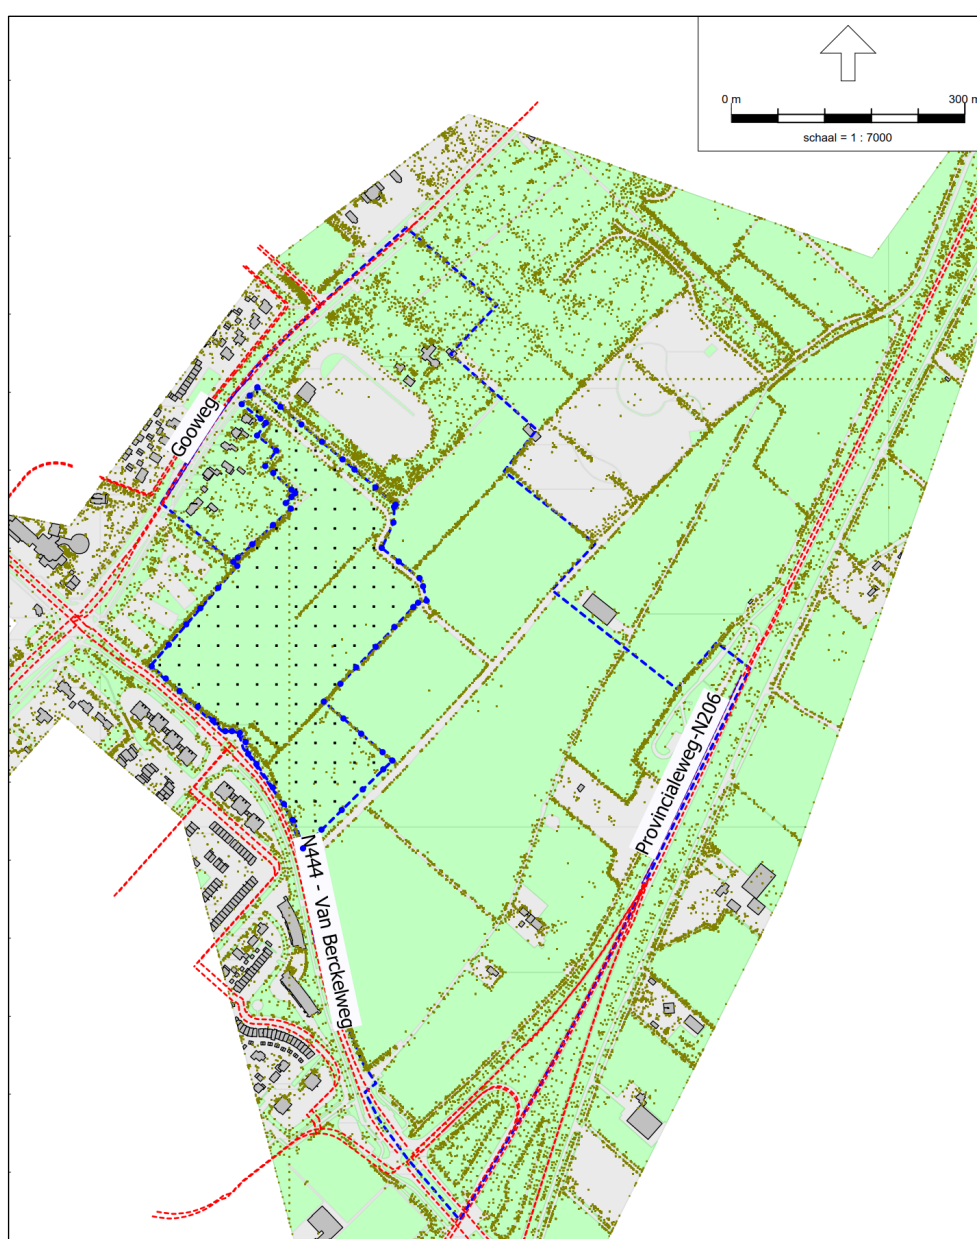 0 m
300 m
schaal = 1 : 7000
Gooweg
Provincialeweg-N206
N444 - Van Berckelweg